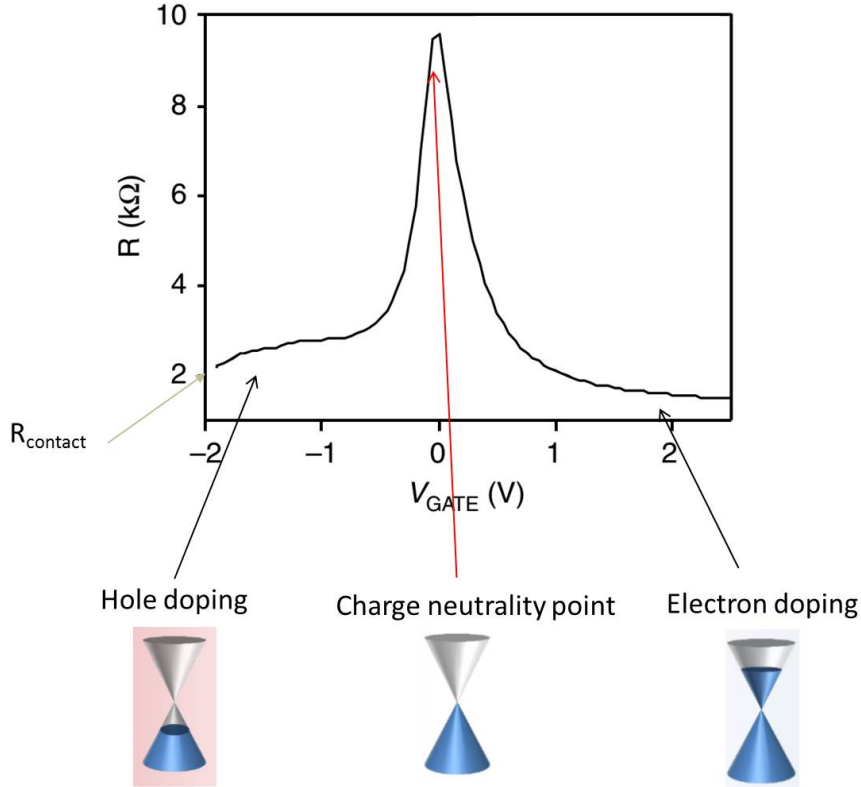 10
8
6
4
2
R (kΩ)
R contact
−2 −1 0 1 2
VGATE (V)
Hole doping
Charge neutrality point
Electron doping